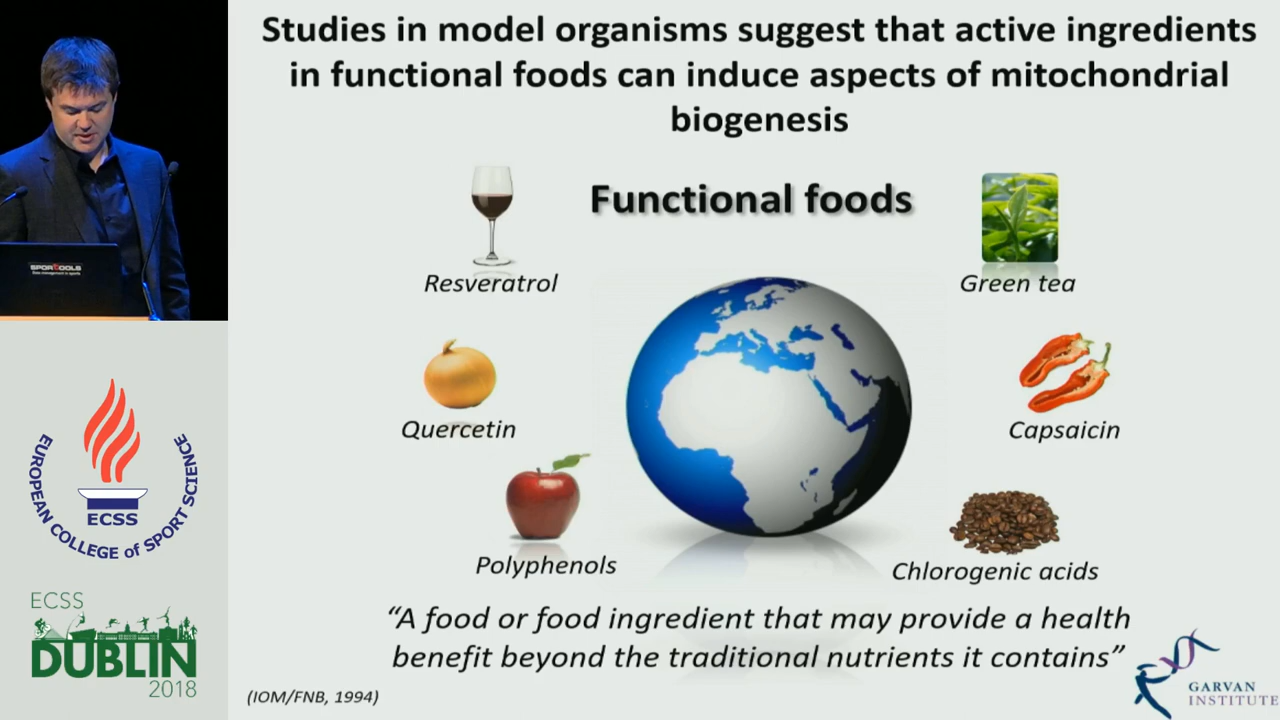 Studies in model organisms suggest that active ingredients
in functional foods can induce aspects of mitochondrial
biogenesis
Functional foods
Resveratrol
Green tea
Quercetin
Capsaicin
Polyphenols
Chlorogenic acids
“A food or food ingredient that may provide a health
benefit beyond the traditional nutrients it contains”
(IOM/FNB, 1994)
GARVAN
INSTITUTE
SPORTOOLS
EUROPEAN COLLEGE of SPORT SCIENCE
ECSS
ECSS
DUBLIN
2018